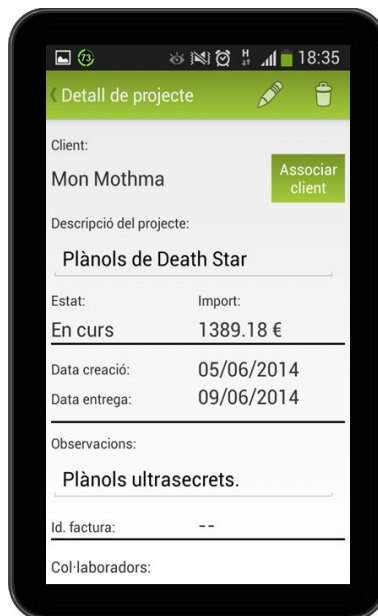 73
H
18:35
Detall de projecte
Client:
Mon Mothma
Associar
client
Descripció del projecte:
Plànols de Death Star
Estat:
Import:
En curs
1389.18 €
Data creació:
05/06/2014
Data entrega:
09/06/2014
Observacions:
Plànols ultrasecrets.
Id. factura:
--
Col·laboradors: